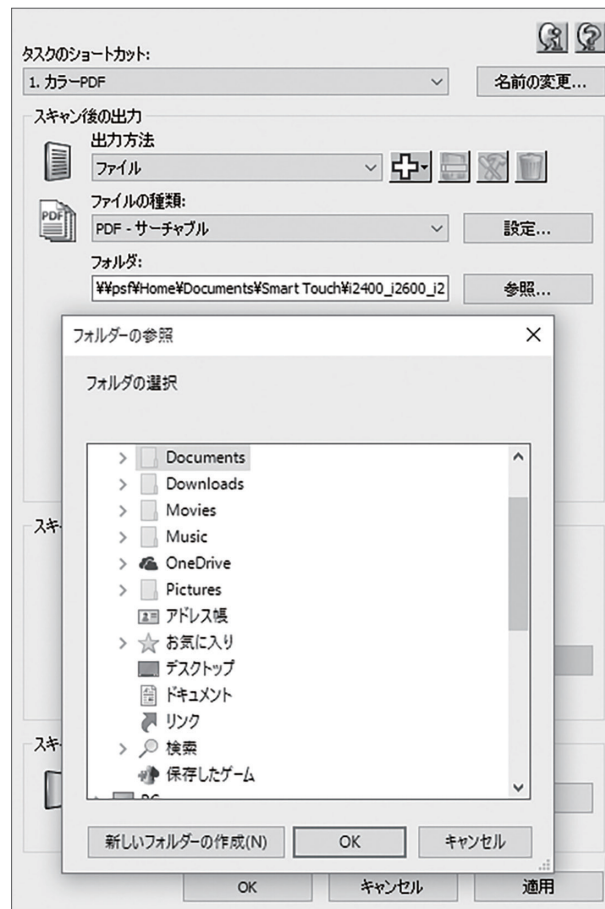 タスクのショートカット:
1. カラーPDF
名前の変更...
スキャン後の出力
出力方法
ファイル
ファイルの種類:
PDF
PDF - サーチャブル
設定...
フォルダ:
¥¥psf¥Home¥Documents¥Smart Touch¥i2400_i2600_i2
参照...
フォルダーの参照
フォルダの選択
Documents
Downloads
Movies
Music
スキ
OneDrive
Pictures
アドレス帳
お気に入り
デスクトップ
ドキュメント
リンク
スキ
検索
保存したゲーム
PC
新しいフォルダーの作成(N)
OK
キャンセル
OK
キャンセル
適用